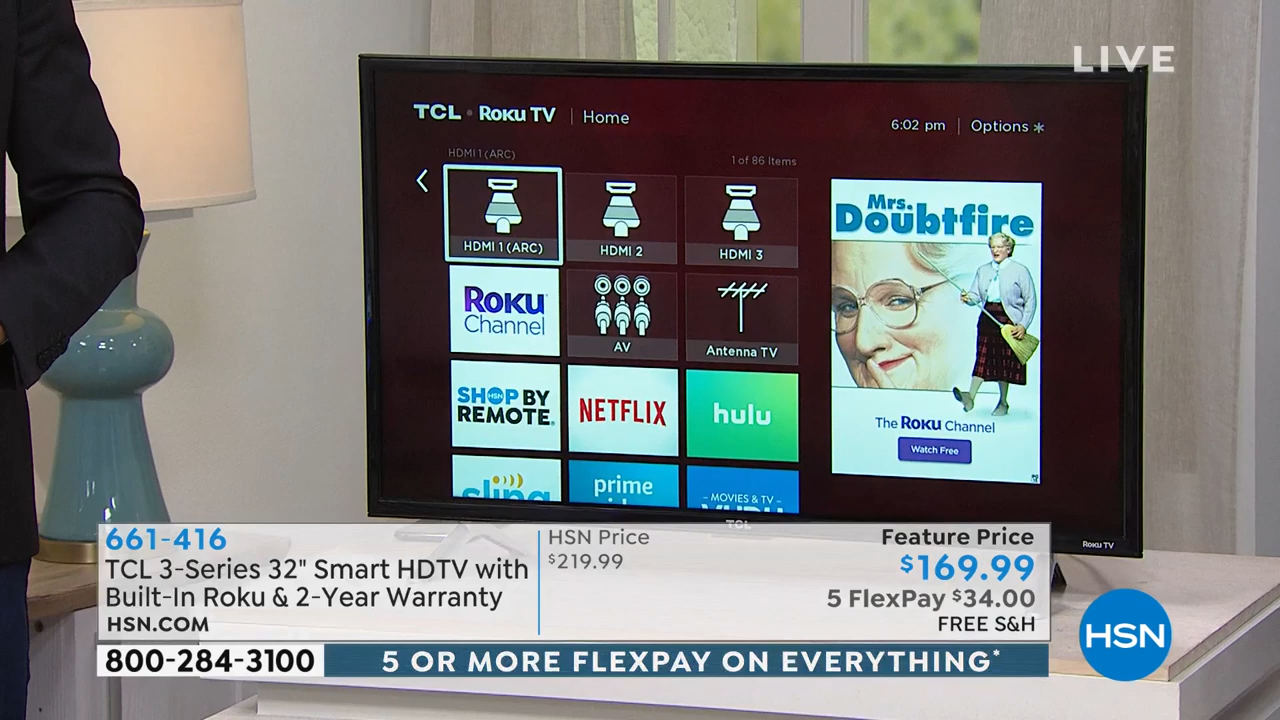 LIVE
TCL • Roku TV | Home
6:02 pm | Options *
HDMI 1 (ARC)
1 of 86 Items
HDMI 1 (ARC)
HDMI 2
HDMI 3
Roku
Channel
AV
Antenna TV
SHOP HSN BY
REMOTE
NETFLIX
hulu
sling
prime
video
– MOVIES & TV –
VUDU
Mrs.
Doubtfire
The Roku Channel
Watch Free
TCL
Roku TV
661-416
TCL 3-Series 32" Smart HDTV with
Built-In Roku & 2-Year Warranty
HSN.COM
HSN Price
$219.99
Feature Price
$169.99
5 FlexPay $34.00
FREE S&H
800-284-3100
5 OR MORE FLEXPAY ON EVERYTHING*
HSN